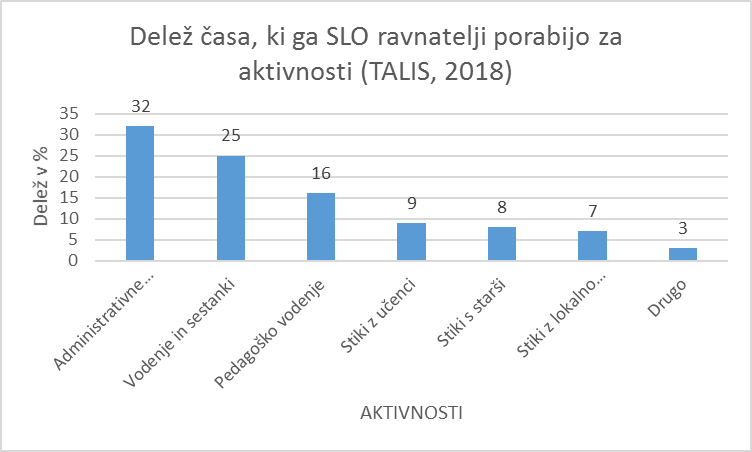 Delež časa, ki ga SLO ravnatelji porabijo za
aktivnosti (TALIS, 2018)
Delež v %
35
30
25
20
15
10
5
0
32
25
16
9
8
7
3
Administrativne...
Vodenje in sestanki
Pedagoško vodenje
Stiki z učenci
Stiki s starši
Stiki z lokalno...
Drugo
AKTIVNOSTI